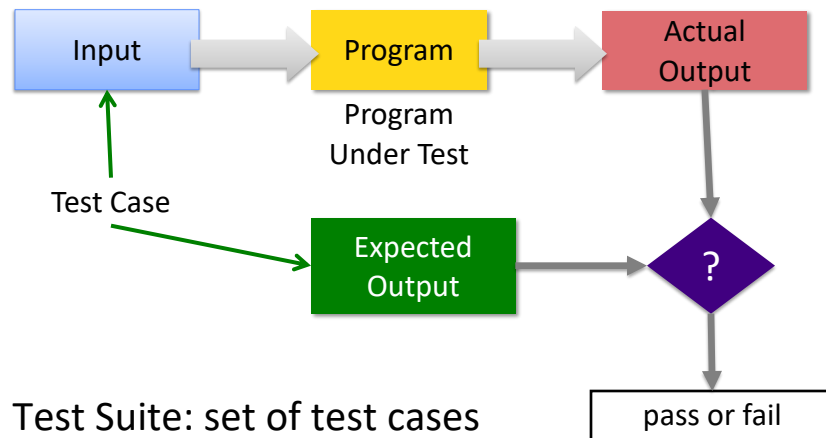 Input
Program
Actual
Output
Program
Under Test
Test Case
Expected
Output
?
Test Suite: set of test cases
pass or fail